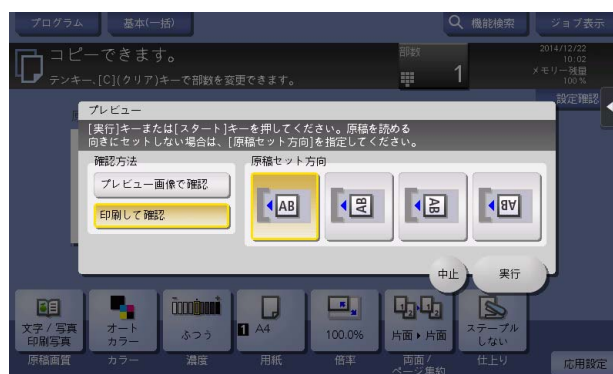 プログラム
基本(一括)
機能検索
ジョブ表示
コピーできます。
テンキー、[C](クリア)キーで部数を変更できます。
部数
1
2014/12/22
10:02
メモリー残量
100%
設定確認
プレビュー
[実行]キーまたは[スタート]キーを押してください。原稿を読める
向きにセットしない場合は、[原稿セット方向]を指定してください。
確認方法
プレビュー画像で確認
印刷して確認
原稿セット方向
AB
AB
AB
AB
中止
実行
文字 / 写真
印刷写真
原稿画質
オート
カラー
カラー
ふつう
濃度
1 A4
用紙
100.0%
倍率
片面 ▶ 片面
両面 /
ページ集約
ステープル
しない
仕上り
応用設定